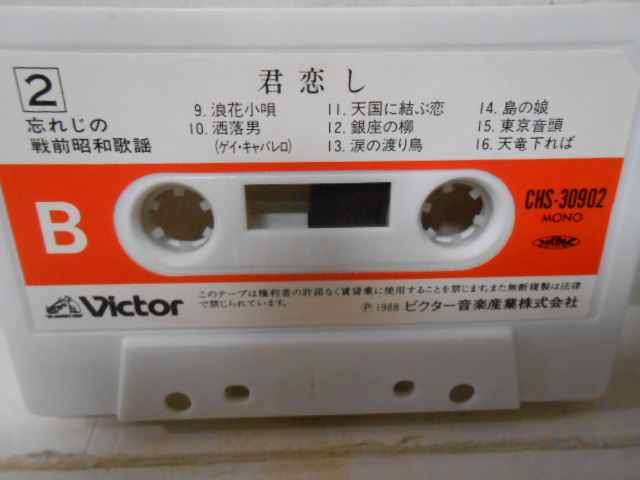 2
忘れじの
戦前昭和歌謡
君恋し
9. 浪花小唄
10. 洒落男
(ゲイ・キャバレロ)
11. 天国に結ぶ恋
12. 銀座の柳
13. 涙の渡り鳥
14. 島の娘
15. 東京音頭
16. 天竜下れば
B
CHS-30902
MONO
Victor
このテープは権利者の許諾なく賃貸業に使用することを禁じます。また無断複製は法律
で禁じられています。
Ⓟ1988 ビクター音楽産業株式会社